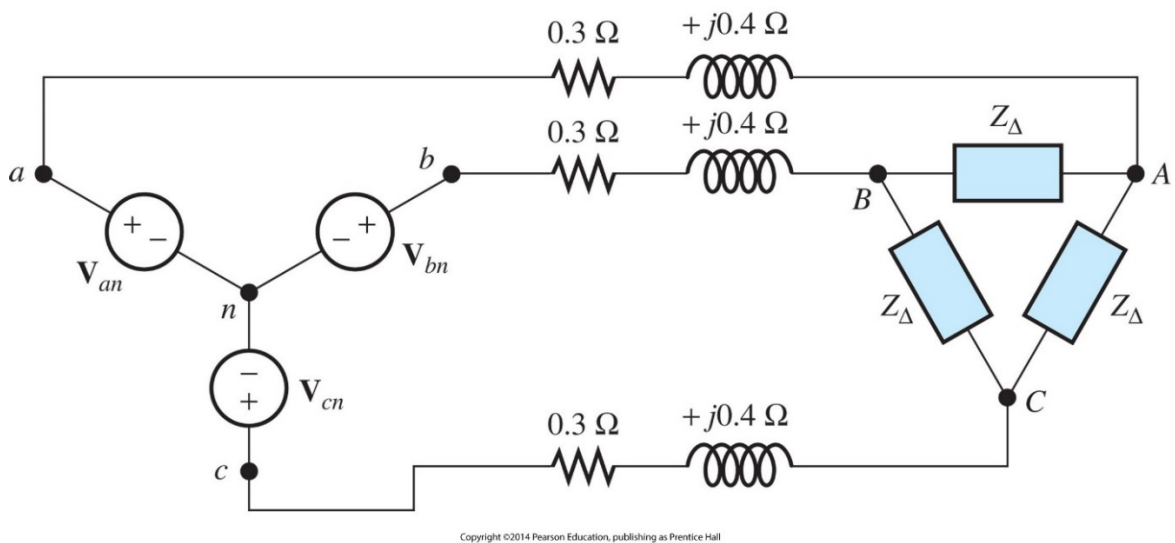 0.3 Ω
+ j0.4 Ω
0.3 Ω
+ j0.4 Ω
Z_Δ
a
b
B
A
+
−
−
+
V_an
V_bn
n
Z_Δ
Z_Δ
−
+
V_cn
C
0.3 Ω
+ j0.4 Ω
c
Copyright ©2014 Pearson Education, publishing as Prentice Hall